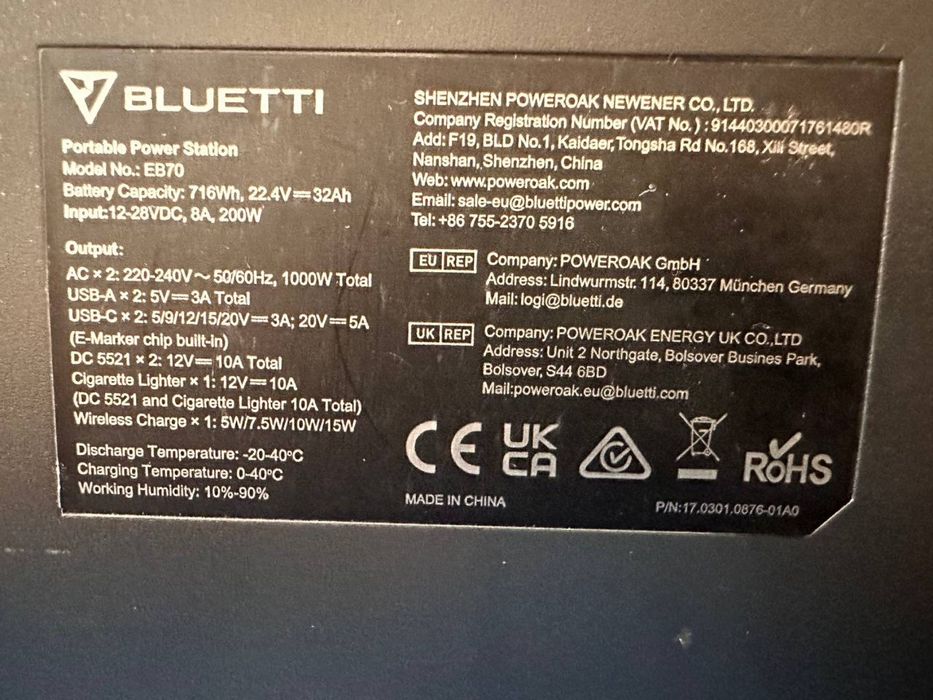 BLUETTI
Portable Power Station
Model No.: EB70
Battery Capacity: 716Wh, 22.4V⎓32Ah
Input:12-28VDC, 8A, 200W
Output:
AC × 2: 220-240V～ 50/60Hz, 1000W Total
USB-A × 2: 5V⎓3A Total
USB-C × 2: 5/9/12/15/20V⎓3A; 20V⎓5A
(E-Marker chip built-in)
DC 5521 × 2: 12V⎓10A Total
Cigarette Lighter × 1: 12V⎓10A
(DC 5521 and Cigarette Lighter 10A Total)
Wireless Charge × 1: 5W/7.5W/10W/15W
Discharge Temperature: -20-40°C
Charging Temperature: 0-40°C
Working Humidity: 10%-90%
SHENZHEN POWEROAK NEWENER CO., LTD.
Company Registration Number (VAT No.) : 91440300071761480R
Add: F19, BLD No.1, Kaidaer, Tongsha Rd No.168, Xili Street,
Nanshan, Shenzhen, China
Web: www.poweroak.com
Email: sale-eu@bluettipower.com
Tel: +86 755-2370 5916
EU REP
Company: POWEROAK GmbH
Address: Lindwurmstr. 114, 80337 München Germany
Mail: logi@bluetti.de
UK REP
Company: POWEROAK ENERGY UK CO.,LTD
Address: Unit 2 Northgate, Bolsover Busines Park,
Bolsover, S44 6BD
Mail:poweroak.eu@bluetti.com
CE
UK
CA
RoHS
MADE IN CHINA
P/N:17.0301.0876-01A0